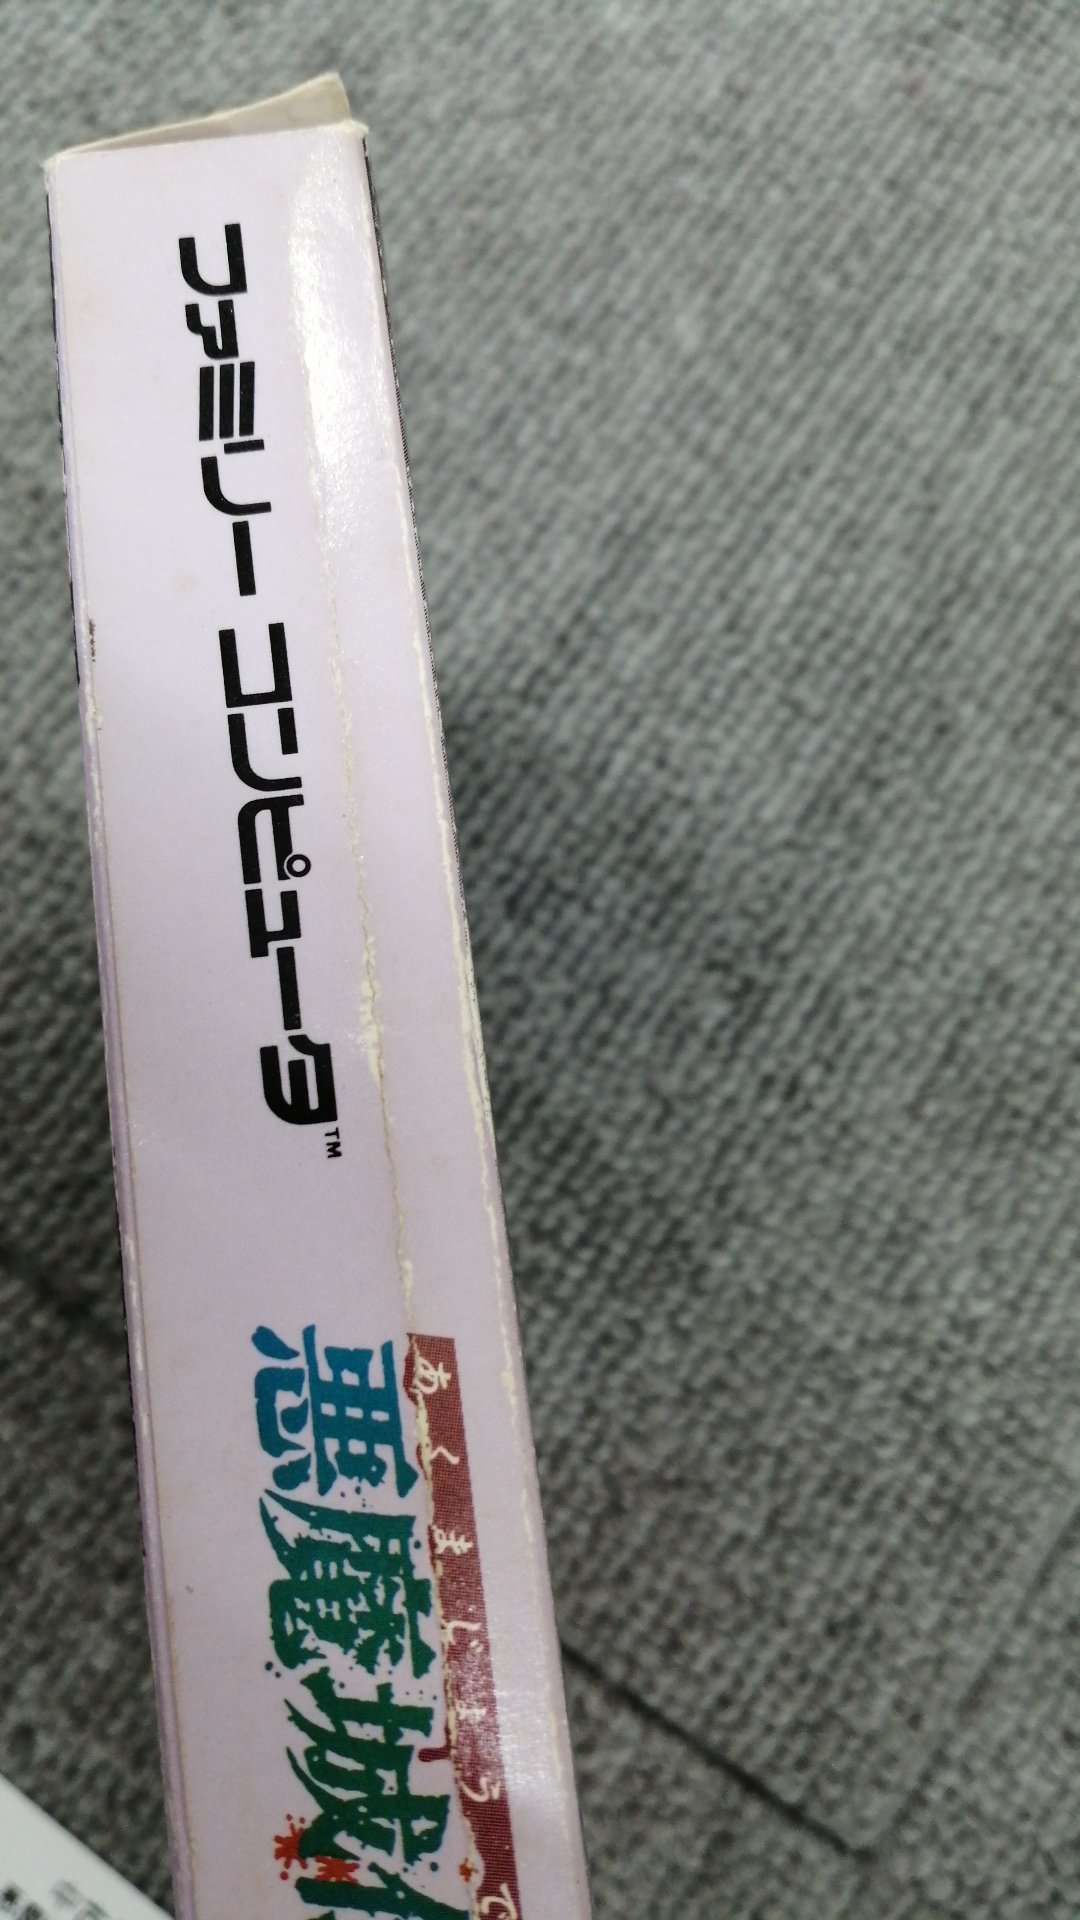 ファミリー コンピュータ™
あくまじょうで
悪魔城